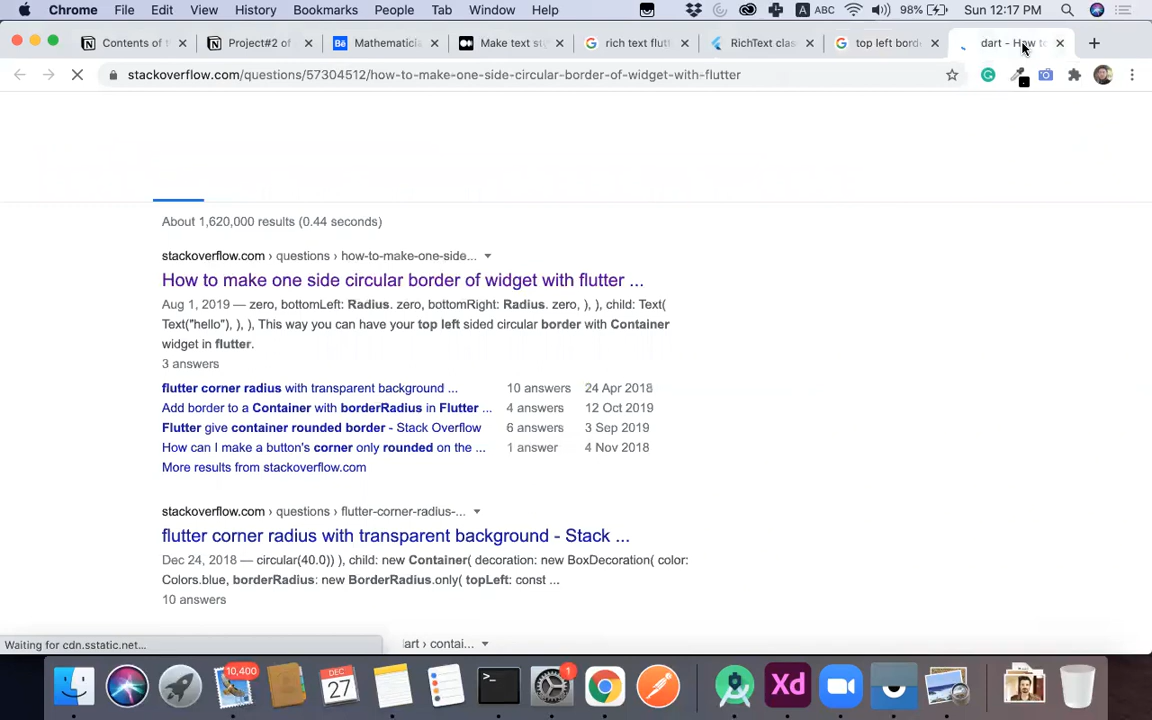 Chrome File Edit View History Bookmarks People Tab Window Help A ABC 98% Sun 12:17 PM
Contents of Project#2 of Bē Mathematici Make text st rich text flut RichText clas top left bord dart - How to
stackoverflow.com/questions/57304512/how-to-make-one-side-circular-border-of-widget-with-flutter
About 1,620,000 results (0.44 seconds)
stackoverflow.com › questions › how-to-make-one-side...
How to make one side circular border of widget with flutter ...
Aug 1, 2019 — zero, bottomLeft: Radius. zero, bottomRight: Radius. zero, ), ), child: Text(
Text("hello"), ), ), This way you can have your top left sided circular border with Container
widget in flutter.
3 answers
flutter corner radius with transparent background ... 10 answers 24 Apr 2018
Add border to a Container with borderRadius in Flutter ... 4 answers 12 Oct 2019
Flutter give container rounded border - Stack Overflow 6 answers 3 Sep 2019
How can I make a button's corner only rounded on the ... 1 answer 4 Nov 2018
More results from stackoverflow.com
stackoverflow.com › questions › flutter-corner-radius-...
flutter corner radius with transparent background - Stack ...
Dec 24, 2018 — circular(40.0)) ), child: new Container( decoration: new BoxDecoration( color:
Colors.blue, borderRadius: new BorderRadius.only( topLeft: const ...
10 answers
Waiting for cdn.sstatic.net... dart › contai...
10,400 DEC 27 >_ 1 Xd